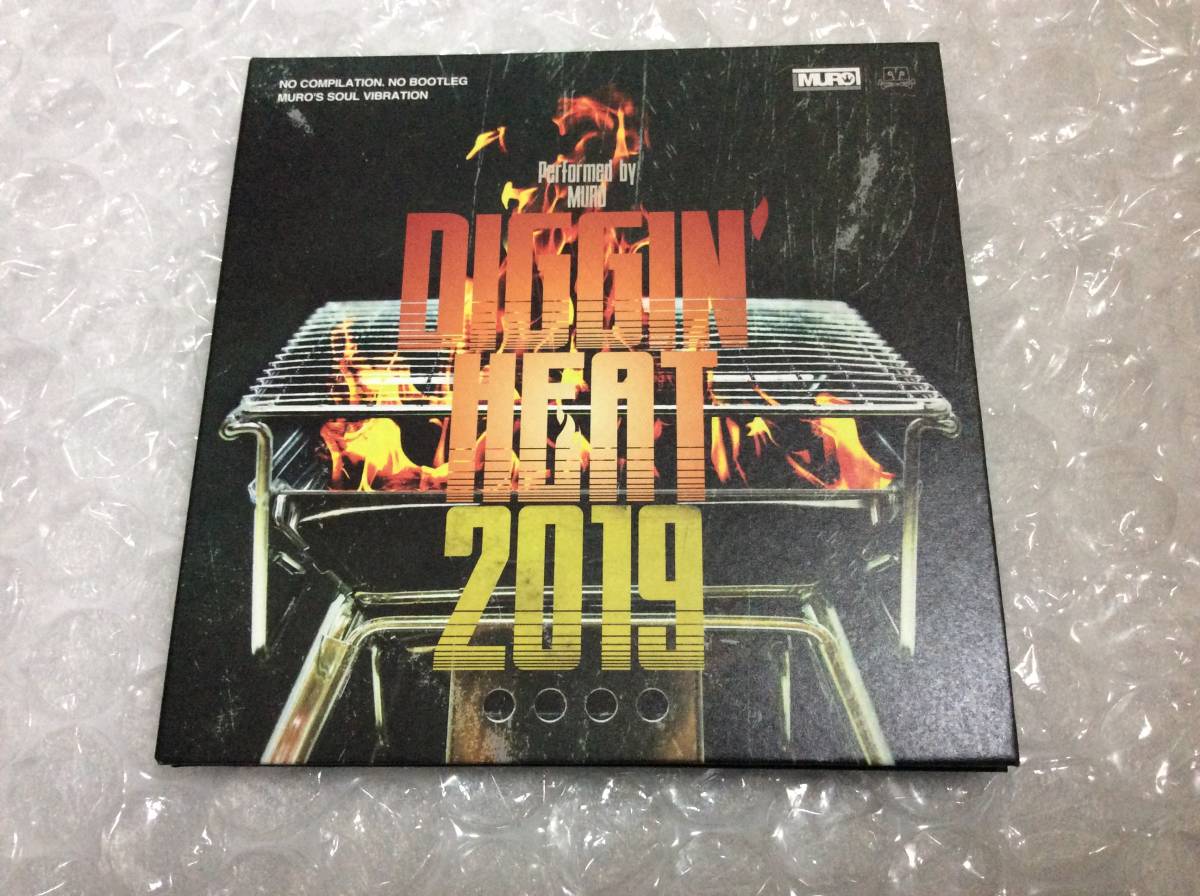 NO COMPILATION, NO BOOTLEG
MURO'S SOUL VIBRATION
MURO
Performed by
MURO
DIGGIN'
HEAT
2019